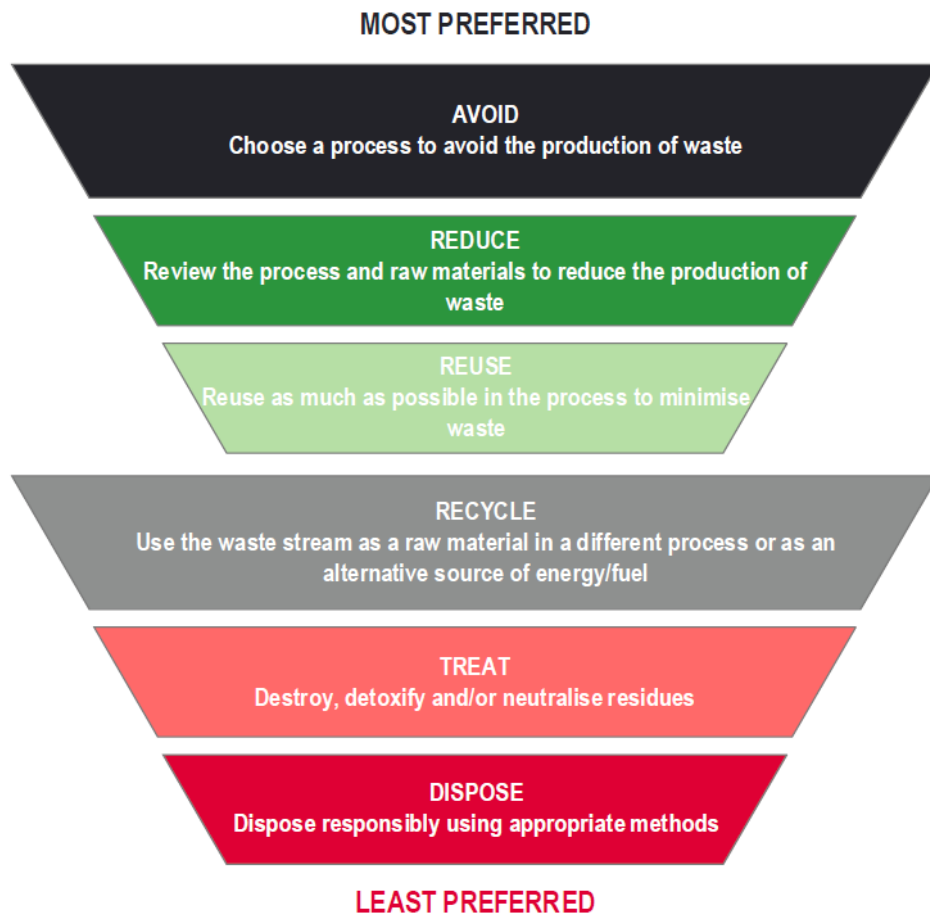 MOST PREFERRED
AVOID
Choose a process to avoid the production of waste
REDUCE
Review the process and raw materials to reduce the production of
waste
REUSE
Reuse as much as possible in the process to minimise
waste
RECYCLE
Use the waste stream as a raw material in a different process or as an
alternative source of energy/fuel
TREAT
Destroy, detoxify and/or neutralise residues
DISPOSE
Dispose responsibly using appropriate methods
LEAST PREFERRED